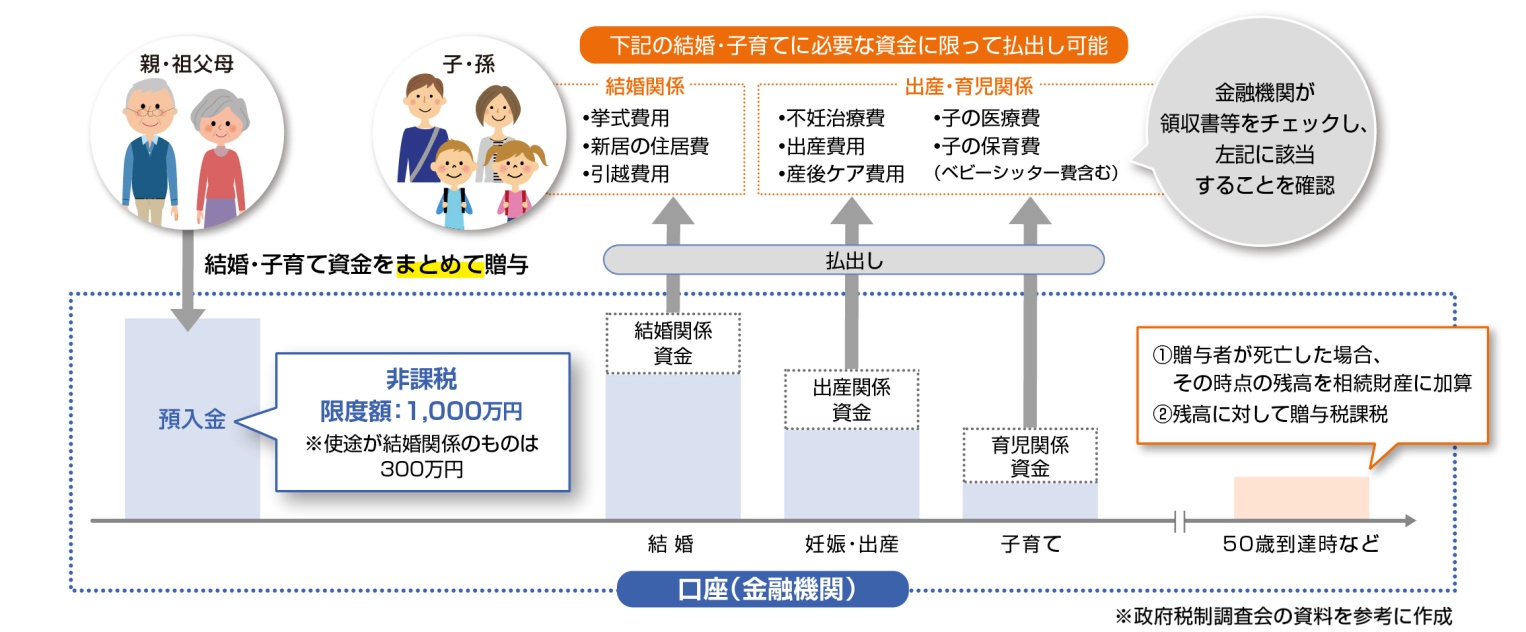 親・祖父母
子・孫
下記の結婚・子育てに必要な資金に限って払出し可能
結婚関係
・挙式費用
・新居の住居費
・引越費用
出産・育児関係
・不妊治療費
・出産費用
・産後ケア費用
・子の医療費
・子の保育費
（ベビーシッター費含む）
金融機関が
領収書等をチェックし、
左記に該当
することを確認
結婚・子育て資金をまとめて贈与
払出し
預入金
非課税
限度額：1,000万円
※使途が結婚関係のものは
300万円
結婚関係
資金
出産関係
資金
育児関係
資金
①贈与者が死亡した場合、
その時点の残高を相続財産に加算
②残高に対して贈与税課税
結婚
妊娠・出産
子育て
50歳到達時など
口座（金融機関）
※政府税制調査会の資料を参考に作成